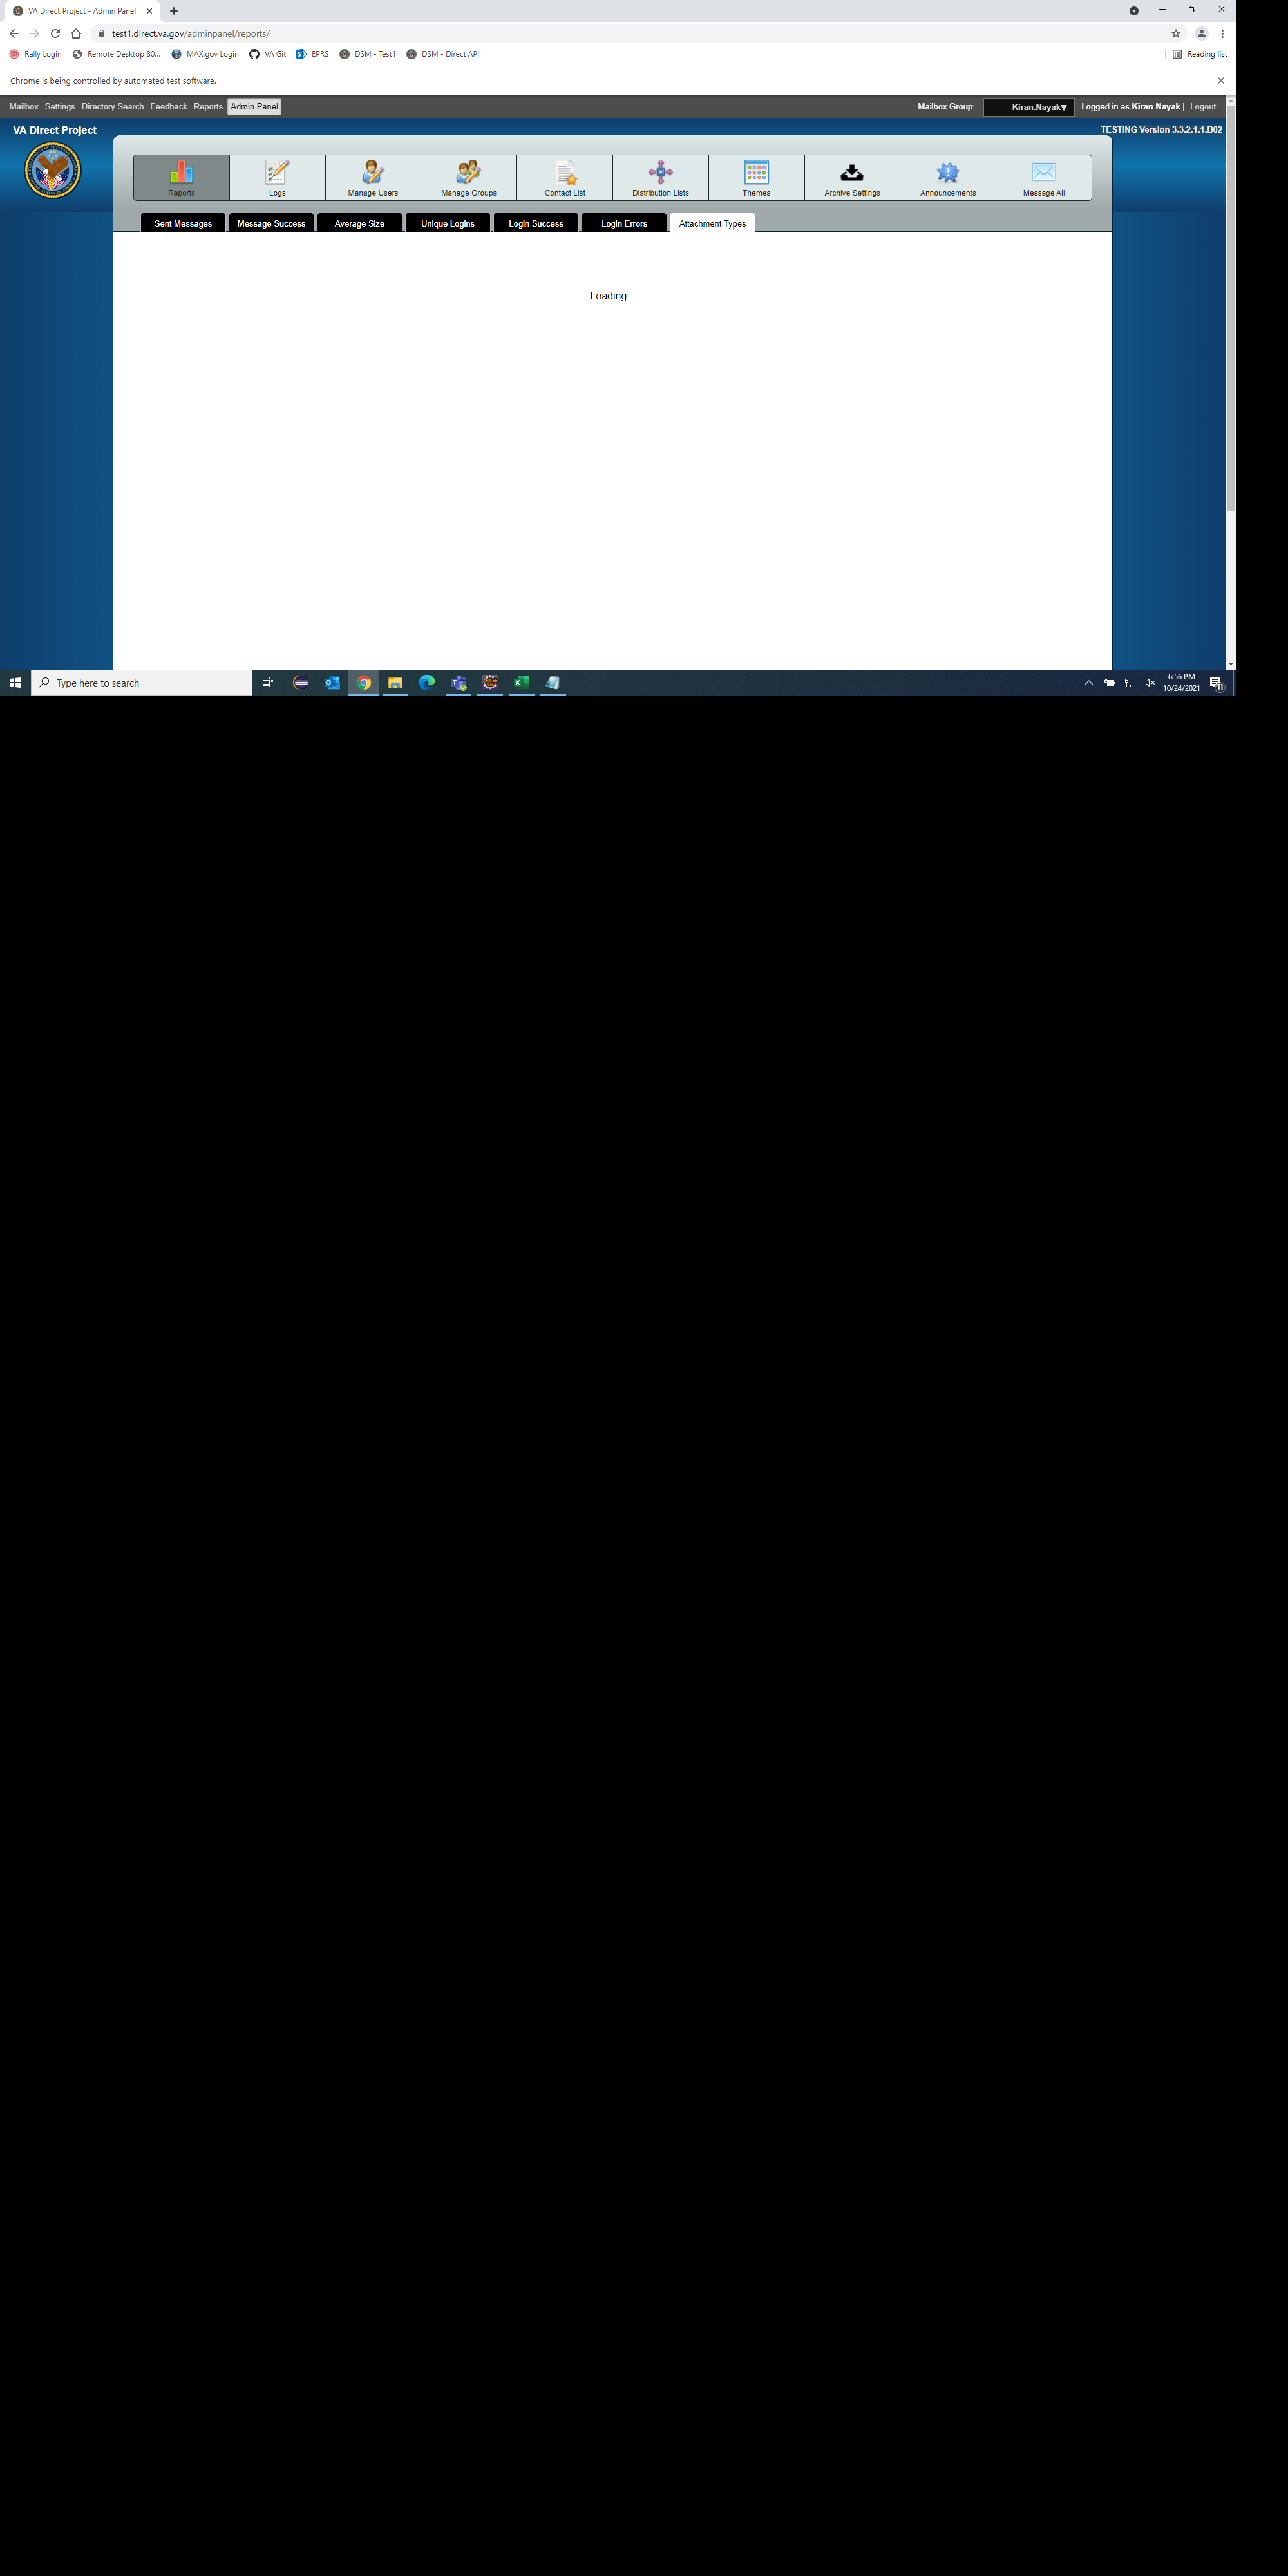 VA Direct Project - Admin Panel
test1.direct.va.gov/adminpanel/reports/
Rally Login Remote Desktop 80... MAX.gov Login VA Git EPRS DSM - Test1 DSM - Direct API Reading list
Chrome is being controlled by automated test software.
Mailbox Settings Directory Search Feedback Reports Admin Panel Mailbox Group: Kiran.Nayak▼ Logged in as Kiran Nayak | Logout
VA Direct Project TESTING Version 3.3.2.1.1.B02
Reports Logs Manage Users Manage Groups Contact List Distribution Lists Themes Archive Settings Announcements Message All
Sent Messages Message Success Average Size Unique Logins Login Success Login Errors Attachment Types
Loading...
Type here to search
6:56 PM
10/24/2021
11